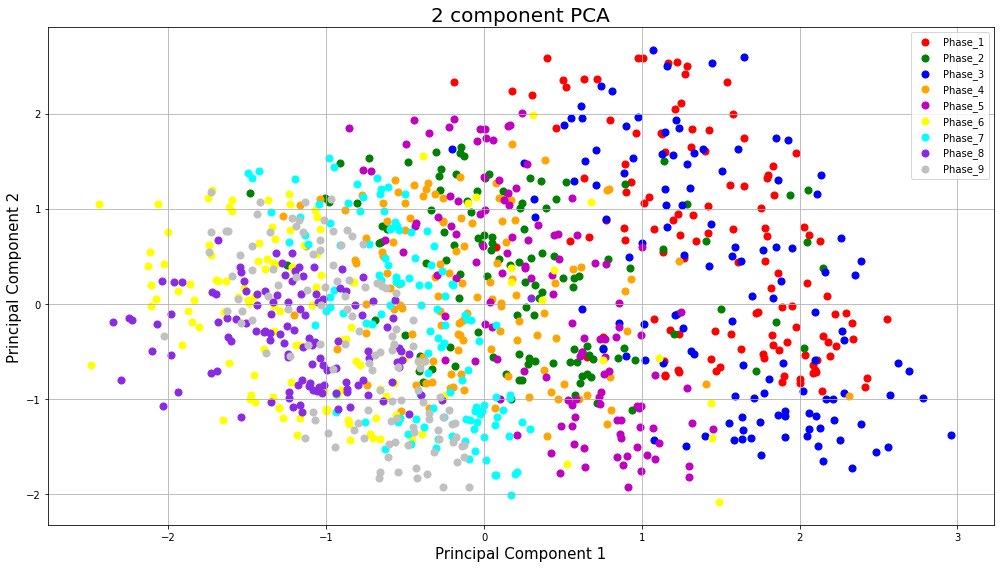 2 component PCA
Phase_1
Phase_2
Phase_3
Phase_4
Phase_5
Phase_6
Phase_7
Phase_8
Phase_9
Principal Component 2
2
1
0
−1
−2
−2
−1
0
1
2
3
Principal Component 1